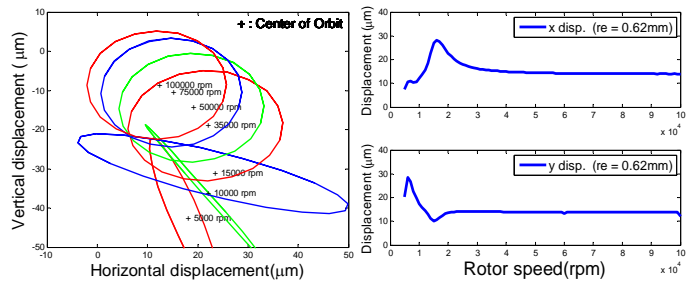 + : Center of Orbit
10
0
-10
-20
-30
-40
-50
Vertical displacement(μm)
+ 100000 rpm
+ 75000 rpm
+ 50000 rpm
+ 35000 rpm
+ 15000 rpm
+ 10000 rpm
+ 5000 rpm
-10
0
10
20
30
40
50
Horizontal displacement(μm)
x disp. (re = 0.62mm)
Displacement (μm)
40
30
20
10
0
0
1
2
3
4
5
6
7
8
9
10
x 10⁴
y disp. (re = 0.62mm)
Displacement (μm)
40
30
20
10
0
0
1
2
3
4
5
6
7
8
9
10
x 10⁴
Rotor speed(rpm)